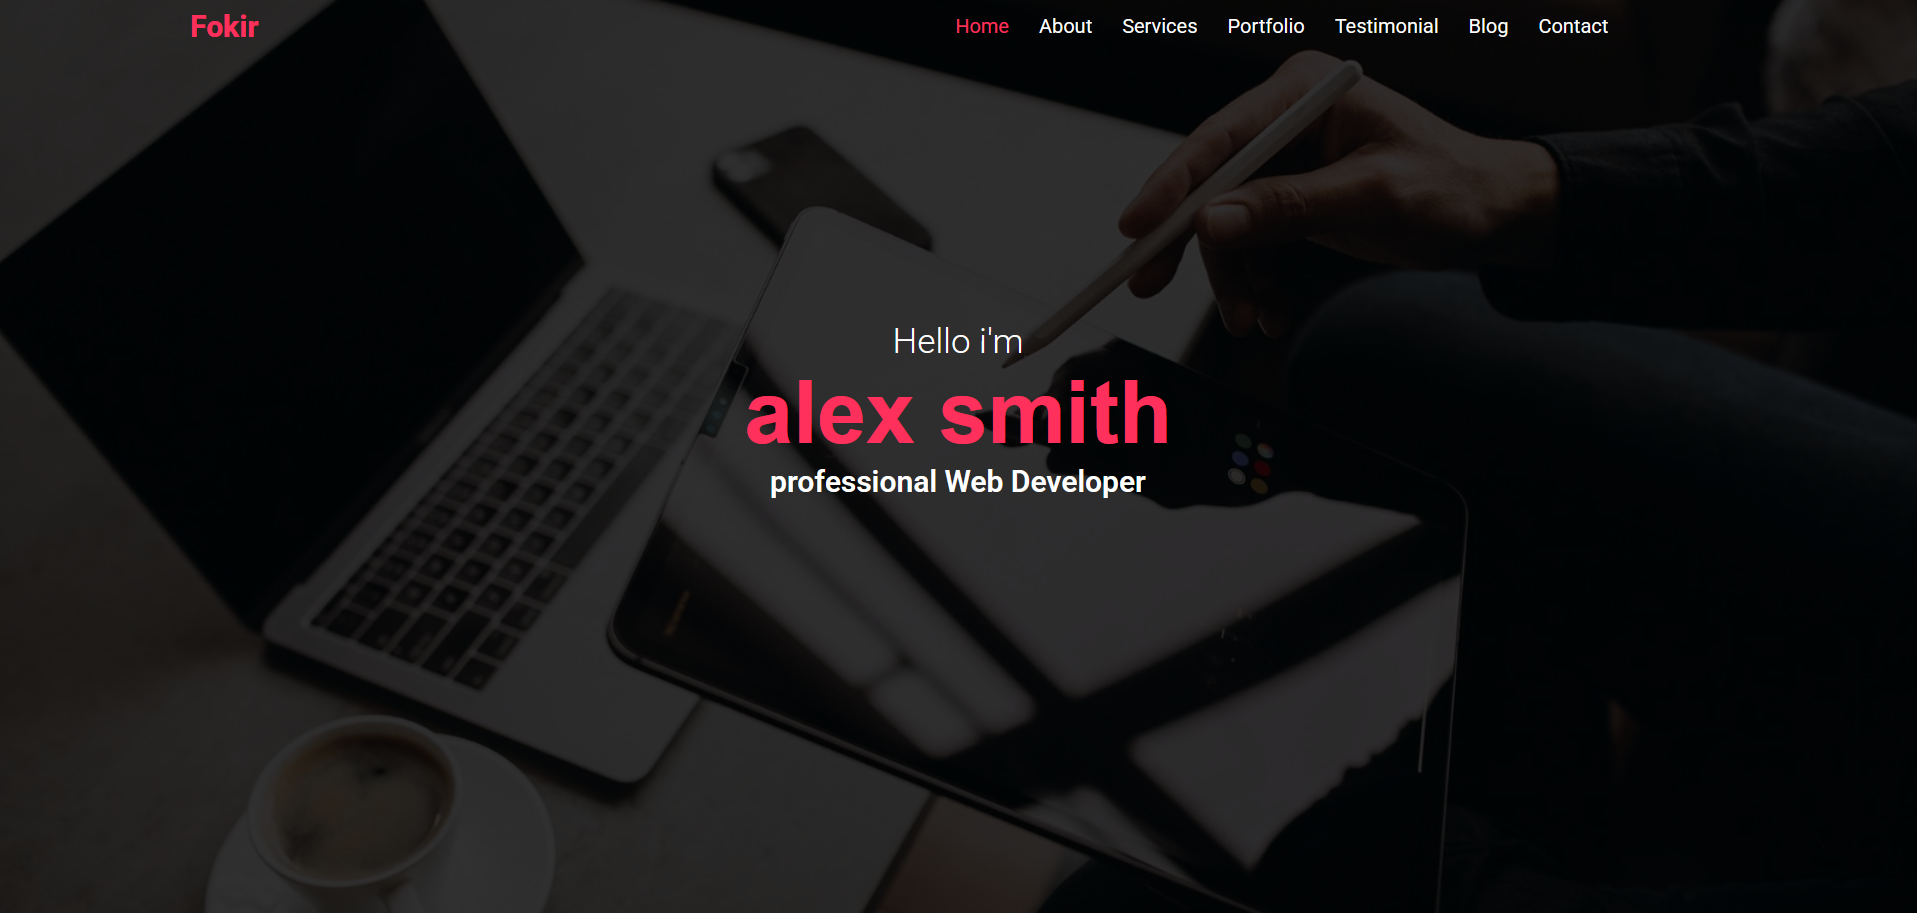 Fokir
Home About Services Portfolio Testimonial Blog Contact
Hello i'm
alex smith
professional Web Developer